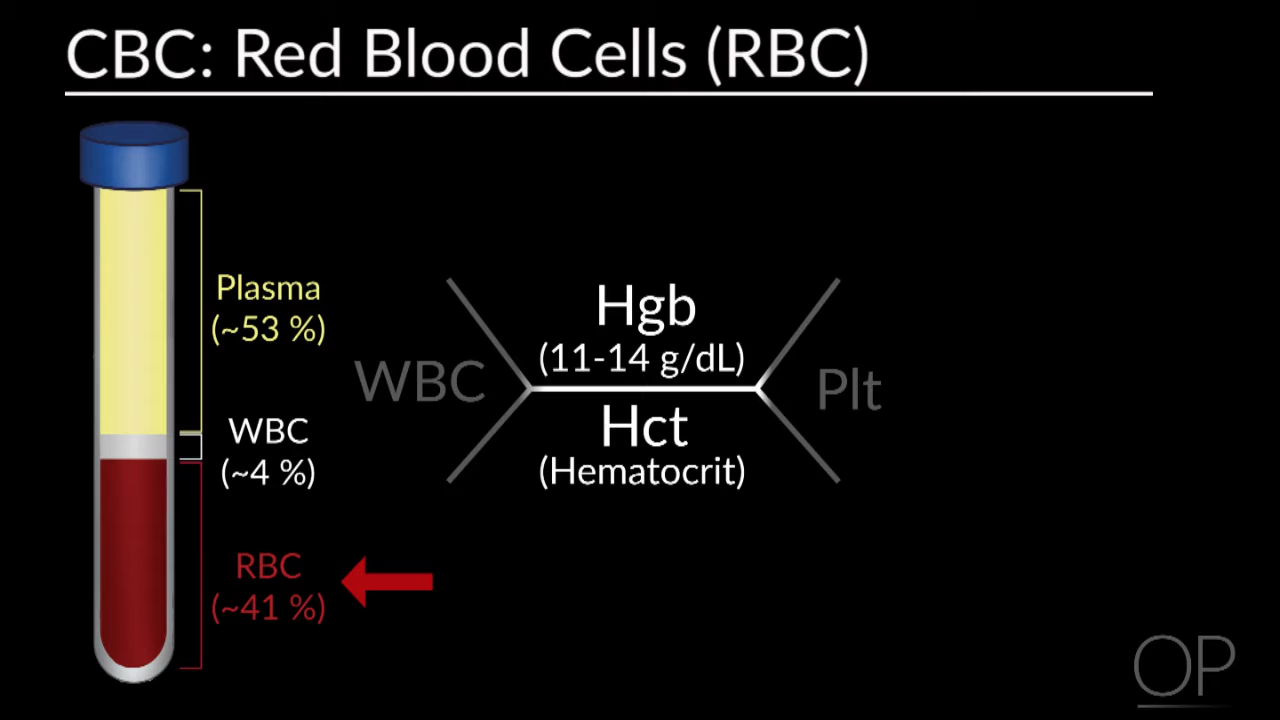 CBC: Red Blood Cells (RBC)
Plasma
(~53 %)
WBC
(~4 %)
RBC
(~41 %)
WBC
Hgb
(11-14 g/dL)
Hct
(Hematocrit)
Plt
OP